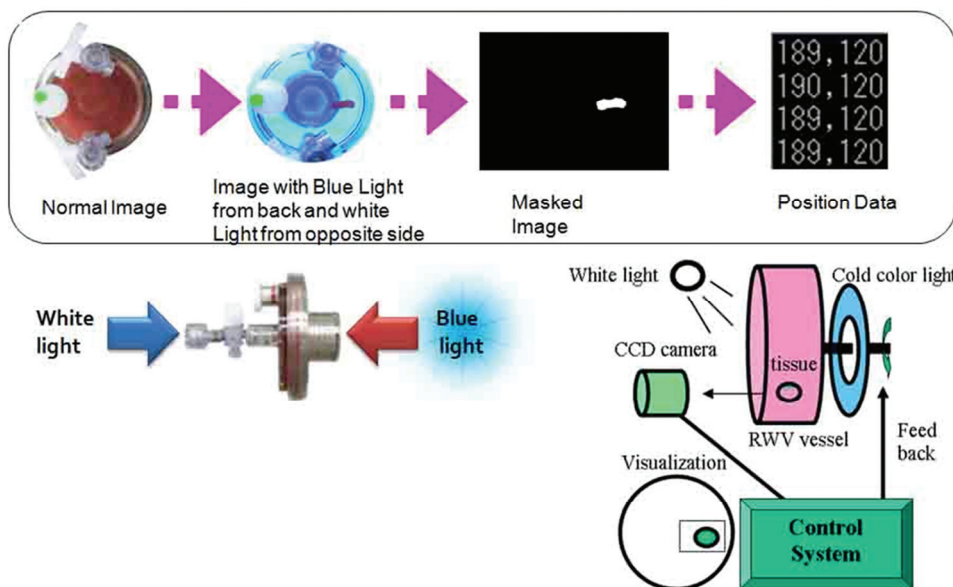 189,120
190,120
189,120
189,120
Normal Image
Image with Blue Light
from back and white
Light from opposite side
Masked
Image
Position Data
White
light
Blue
light
White light
Cold color light
CCD camera
tissue
RWV vessel
Feed
back
Visualization
Control
System